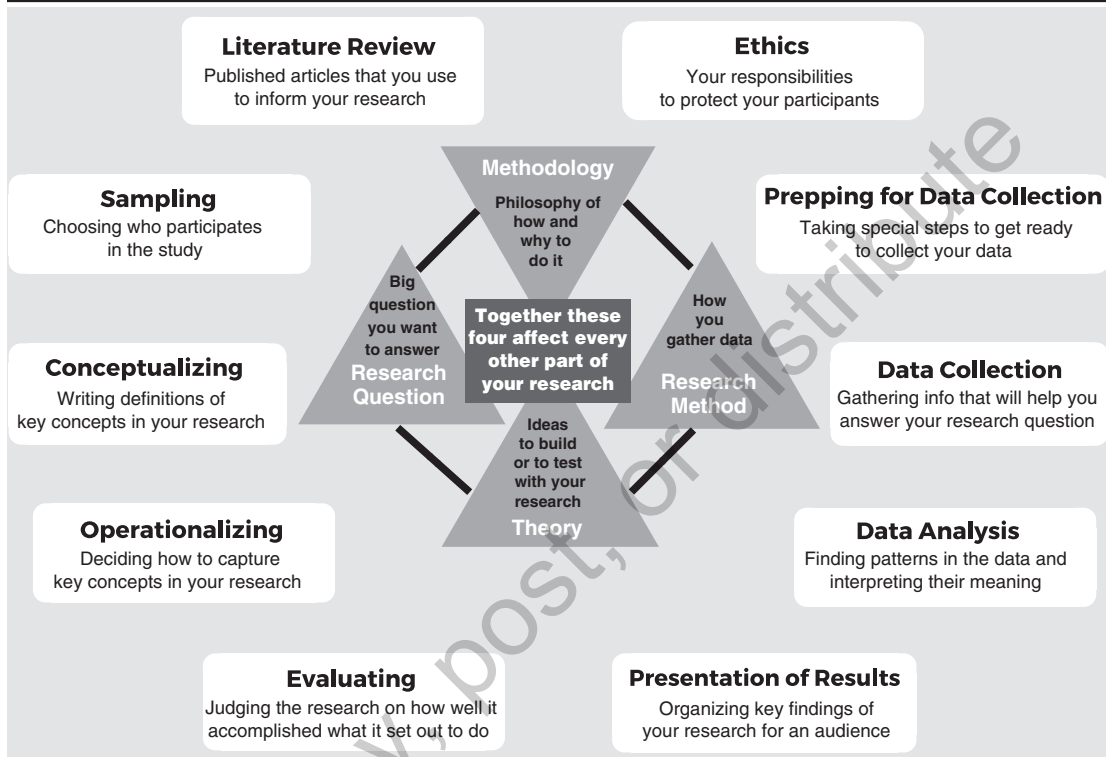 Literature Review
Published articles that you use
to inform your research
Ethics
Your responsibilities
to protect your participants
Sampling
Choosing who participates
in the study
Methodology
Philosophy of
how and
why to
do it
Prepping for Data Collection
Taking special steps to get ready
to collect your data
Big
question
you want
to answer
Research
Question
Together these
four affect every
other part of
your research
How
you
gather data
Research
Method
Conceptualizing
Writing definitions of
key concepts in your research
Data Collection
Gathering info that will help you
answer your research question
Ideas
to build
or to test
with your
research
Theory
Operationalizing
Deciding how to capture
key concepts in your research
Data Analysis
Finding patterns in the data and
interpreting their meaning
Evaluating
Judging the research on how well it
accomplished what it set out to do
Presentation of Results
Organizing key findings of
your research for an audience
y, post, or distribute